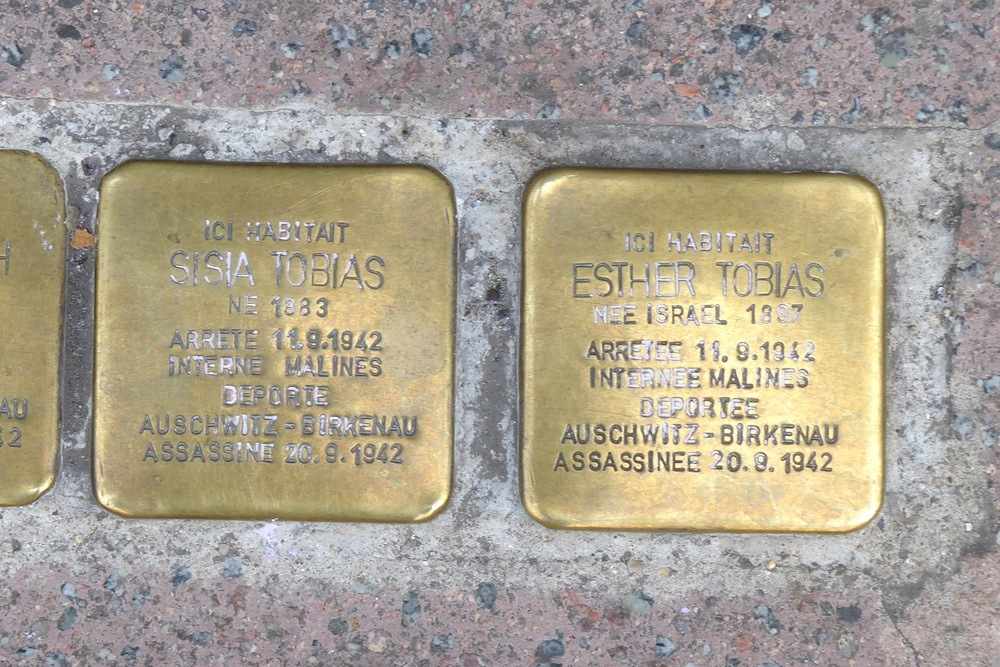 H
AU
42
ICI HABITAIT
SISIA TOBIAS
NE 1883
ARRETE 11.9.1942
INTERNE MALINES
DEPORTE
AUSCHWITZ-BIRKENAU
ASSASSINE 20.9.1942
ICI HABITAIT
ESTHER TOBIAS
NEE ISRAEL 1897
ARRETEE 11.9.1942
INTERNEE MALINES
DEPORTEE
AUSCHWITZ-BIRKENAU
ASSASSINEE 20.9.1942